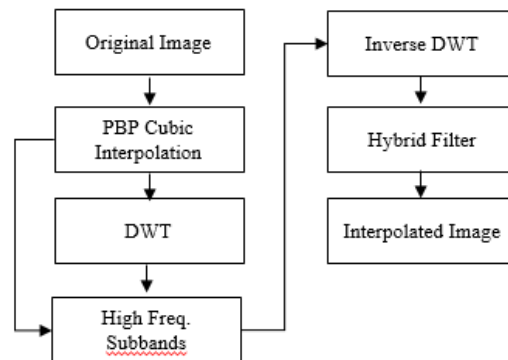 Original Image
PBP Cubic
Interpolation
DWT
High Freq.
Subbands
Inverse DWT
Hybrid Filter
Interpolated Image